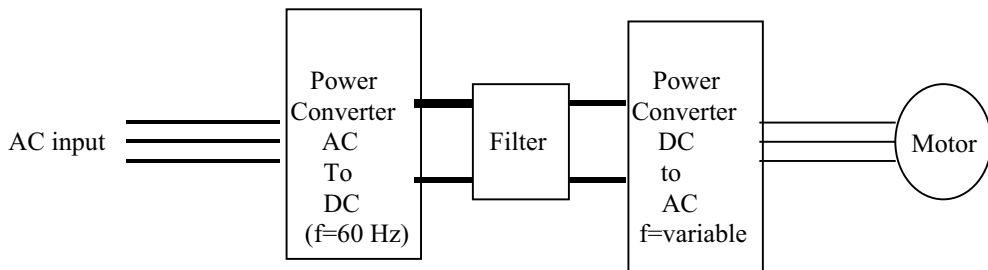 AC input
Power
Converter
AC
To
DC
(f=60 Hz)
Filter
Power
Converter
DC
to
AC
f=variable
Motor